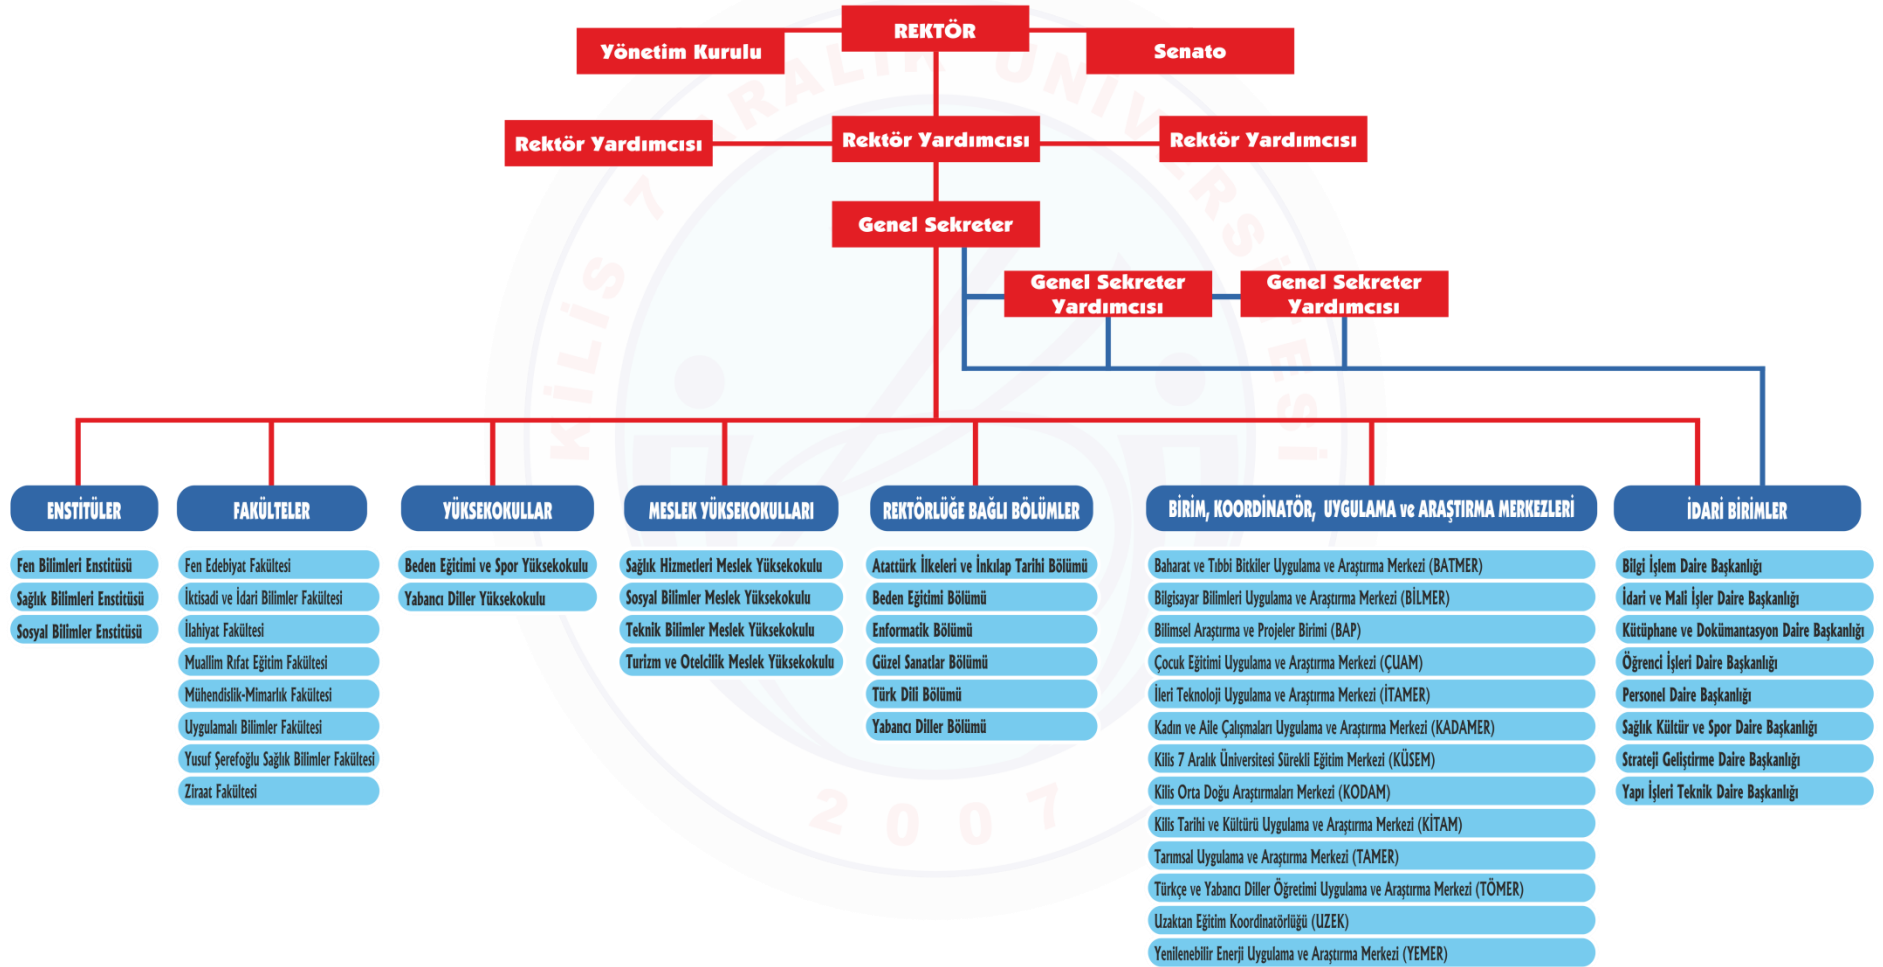 REKTÖR
Yönetim Kurulu
Senato
Rektör Yardımcısı
Rektör Yardımcısı
Rektör Yardımcısı
Genel Sekreter
Genel Sekreter
Yardımcısı
Genel Sekreter
Yardımcısı
KİLİS 7 ARALIK ÜNİVERSİTESİ
2007
ENSTİTÜLER
Fen Bilimleri Enstitüsü
Sağlık Bilimleri Enstitüsü
Sosyal Bilimler Enstitüsü
FAKÜLTELER
Fen Edebiyat Fakültesi
İktisadi ve İdari Bilimler Fakültesi
İlahiyat Fakültesi
Muallim Rıfat Eğitim Fakültesi
Mühendislik-Mimarlık Fakültesi
Uygulamalı Bilimler Fakültesi
Yusuf Şerefoğlu Sağlık Bilimler Fakültesi
Ziraat Fakültesi
YÜKSEKOKULLAR
Beden Eğitimi ve Spor Yüksekokulu
Yabancı Diller Yüksekokulu
MESLEK YÜKSEKOKULLARI
Sağlık Hizmetleri Meslek Yüksekokulu
Sosyal Bilimler Meslek Yüksekokulu
Teknik Bilimler Meslek Yüksekokulu
Turizm ve Otelcilik Meslek Yüksekokulu
REKTÖRLÜĞE BAĞLI BÖLÜMLER
Atattürk İlkeleri ve İnkılap Tarihi Bölümü
Beden Eğitimi Bölümü
Enformatik Bölümü
Güzel Sanatlar Bölümü
Türk Dili Bölümü
Yabancı Diller Bölümü
BİRİM, KOORDİNATÖR, UYGULAMA ve ARAŞTIRMA MERKEZLERİ
Baharat ve Tıbbi Bitkiler Uygulama ve Araştırma Merkezi (BATMER)
Bilgisayar Bilimleri Uygulama ve Araştırma Merkezi (BİLMER)
Bilimsel Araştırma ve Projeler Birimi (BAP)
Çocuk Eğitimi Uygulama ve Araştırma Merkezi (ÇUAM)
İleri Teknoloji Uygulama ve Araştırma Merkezi (İTAMER)
Kadın ve Aile Çalışmaları Uygulama ve Araştırma Merkezi (KADAMER)
Kilis 7 Aralık Üniversitesi Sürekli Eğitim Merkezi (KÜSEM)
Kilis Orta Doğu Araştırmaları Merkezi (KODAM)
Kilis Tarihi ve Kültürü Uygulama ve Araştırma Merkezi (KİTAM)
Tarımsal Uygulama ve Araştırma Merkezi (TAMER)
Türkçe ve Yabancı Diller Öğretimi Uygulama ve Araştırma Merkezi (TÖMER)
Uzaktan Eğitim Koordinatörlüğü (UZEK)
Yenilenebilir Enerji Uygulama ve Araştırma Merkezi (YEMER)
İDARİ BİRİMLER
Bilgi İşlem Daire Başkanlığı
İdari ve Mali İşler Daire Başkanlığı
Kütüphane ve Dokümantasyon Daire Başkanlığı
Öğrenci İşleri Daire Başkanlığı
Personel Daire Başkanlığı
Sağlık Kültür ve Spor Daire Başkanlığı
Strateji Geliştirme Daire Başkanlığı
Yapı İşleri Teknik Daire Başkanlığı